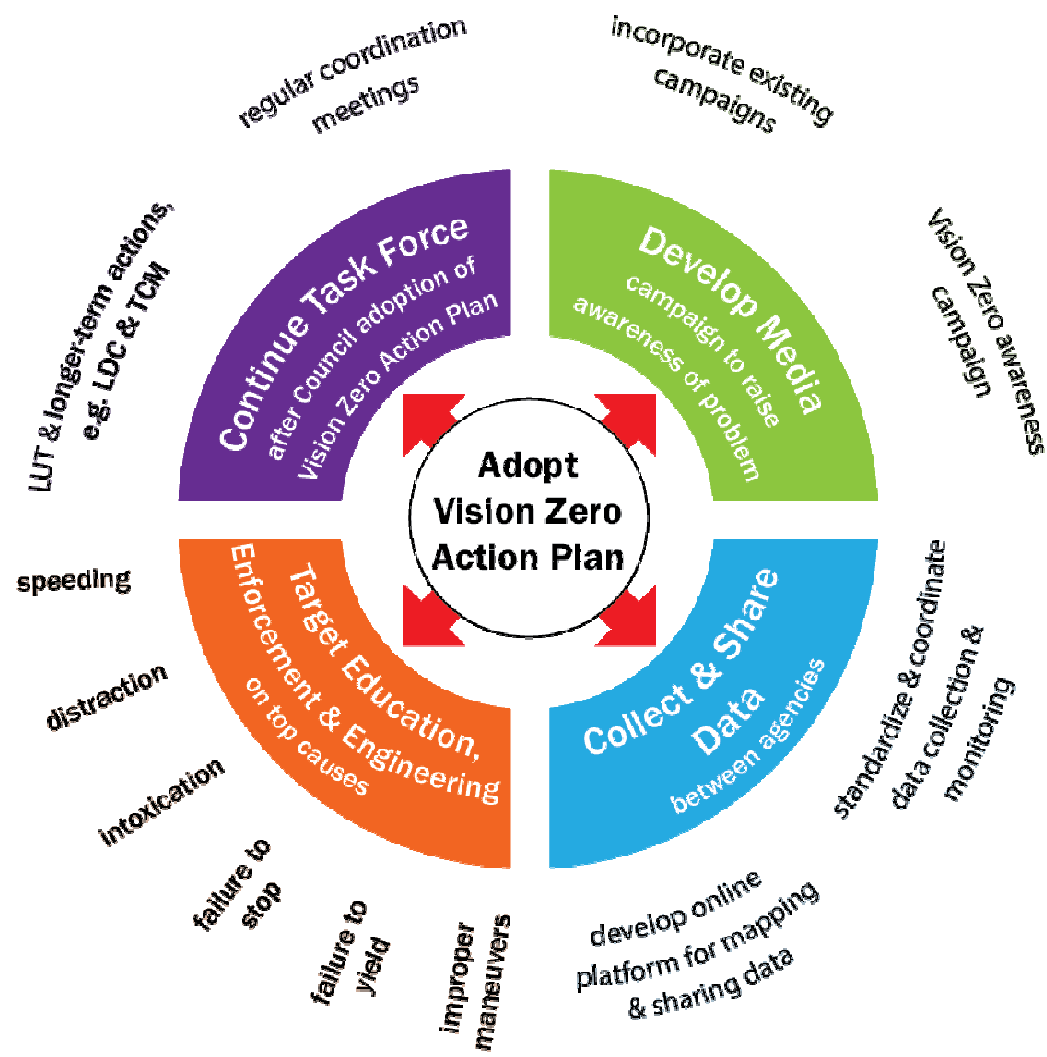 regular coordination
meetings
incorporate existing
campaigns
LUT & longer-term actions,
e.g. LDC & TCM
Continue Task Force
after Council adoption of
Vision Zero Action Plan
Develop Media
campaign to raise
awareness of problem
Vision Zero awareness
campaign
Adopt
Vision Zero
Action Plan
speeding
distraction
intoxication
failure to
stop
failure to
yield
improper
maneuvers
Target Education,
Enforcement & Engineering
on top causes
Collect & Share
Data
between agencies
standardize & coordinate
data collection &
monitoring
develop online
platform for mapping
& sharing data